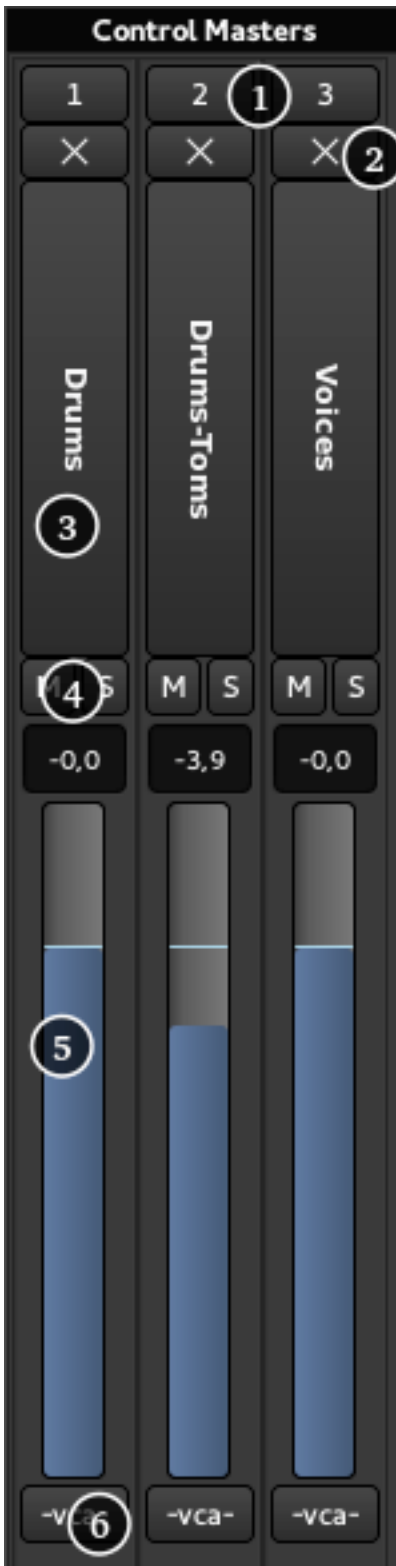 Control Masters
1 2 1 3
2
Drums
Drums-Toms
Voices
3
4 S M S M S
-0,0 -3,9 -0,0
5
6 -vca- -vca-